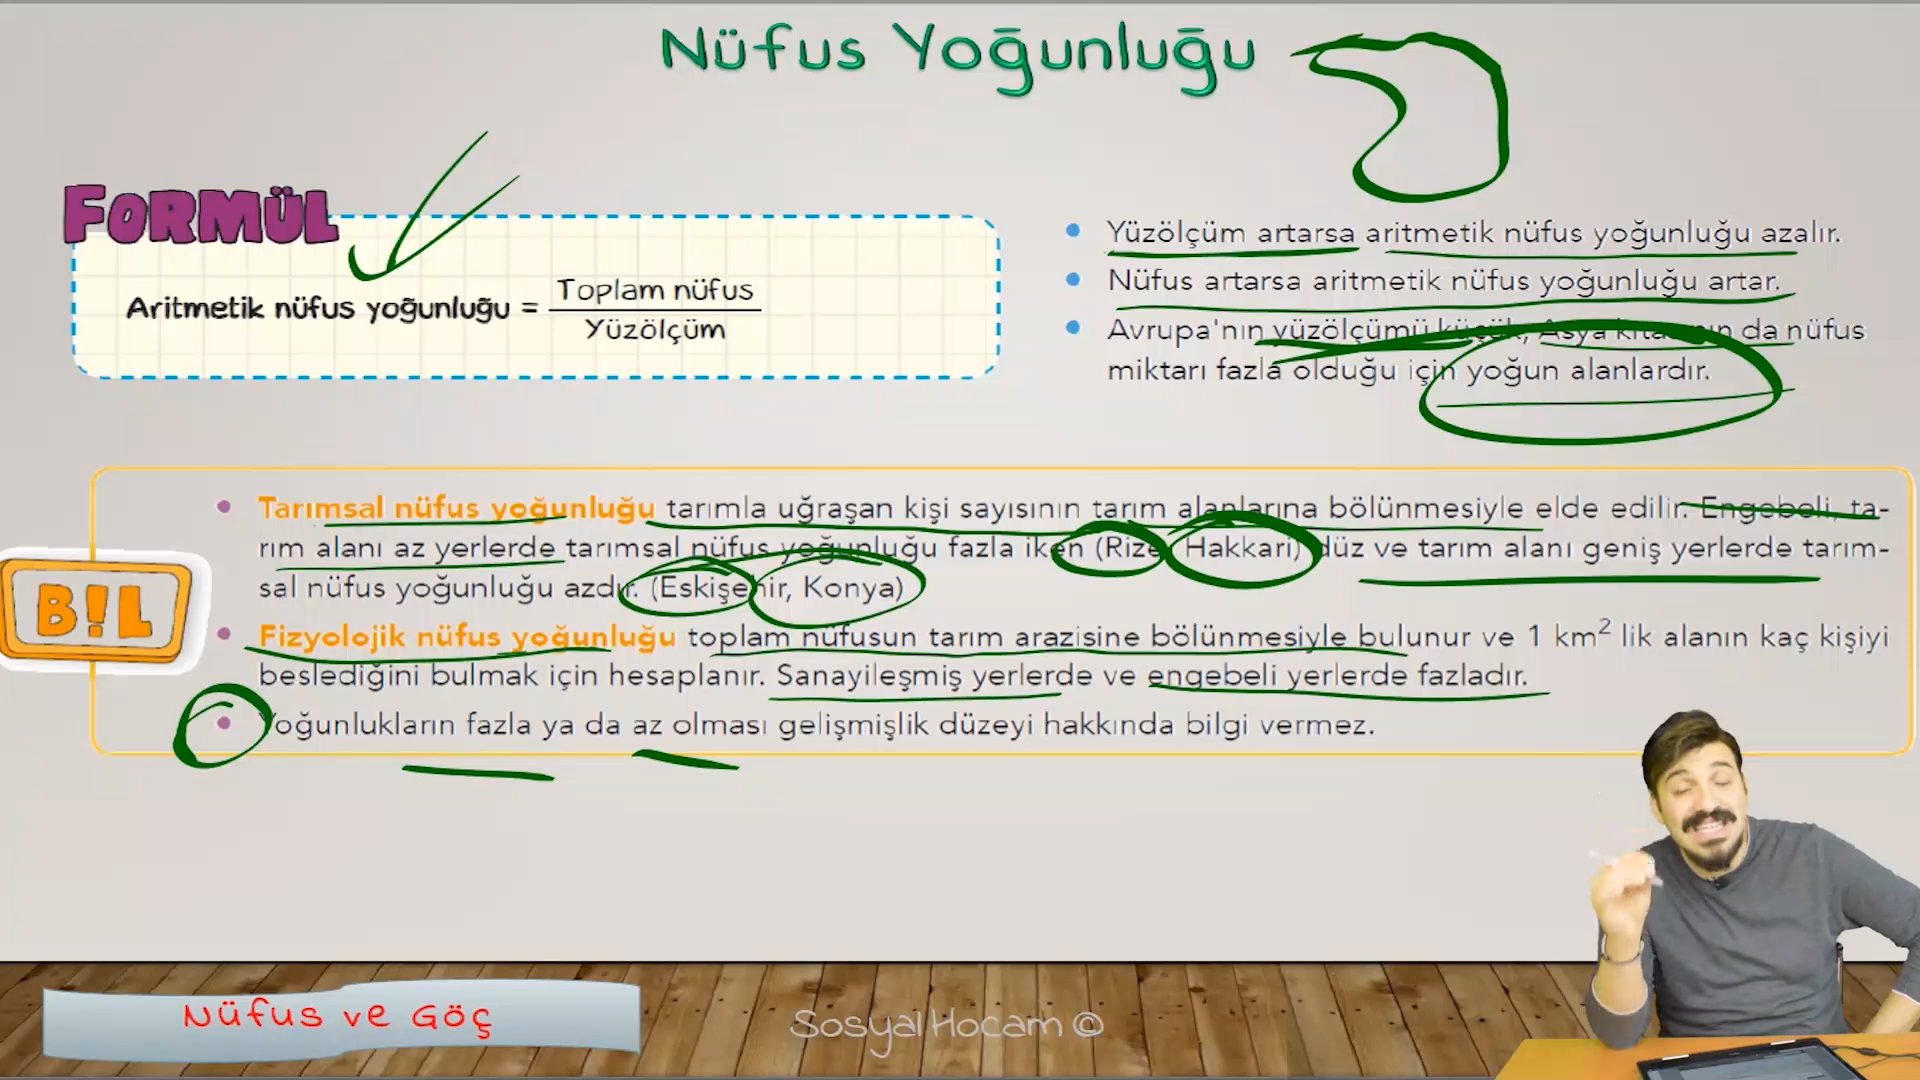 Nüfus Yoğunluğu
FORMÜL
Aritmetik nüfus yoğunluğu = Toplam nüfus
Yüzölçüm
• Yüzölçüm artarsa aritmetik nüfus yoğunluğu azalır.
• Nüfus artarsa aritmetik nüfus yoğunluğu artar.
• Avrupa'nın yüzölçümü küçük, Asya kıtasının da nüfus
miktarı fazla olduğu için yoğun alanlardır.
BİL
• Tarımsal nüfus yoğunluğu tarımla uğraşan kişi sayısının tarım alanlarına bölünmesiyle elde edilir. Engebeli, ta-
rım alanı az yerlerde tarımsal nüfus yoğunluğu fazla iken (Rize, Hakkari) düz ve tarım alanı geniş yerlerde tarım-
sal nüfus yoğunluğu azdır. (Eskişehir, Konya)
• Fizyolojik nüfus yoğunluğu toplam nüfusun tarım arazisine bölünmesiyle bulunur ve 1 km² lik alanın kaç kişiyi
beslediğini bulmak için hesaplanır. Sanayileşmiş yerlerde ve engebeli yerlerde fazladır.
• Yoğunlukların fazla ya da az olması gelişmişlik düzeyi hakkında bilgi vermez.
Nüfus ve Göç
Sosyal Hocam ©